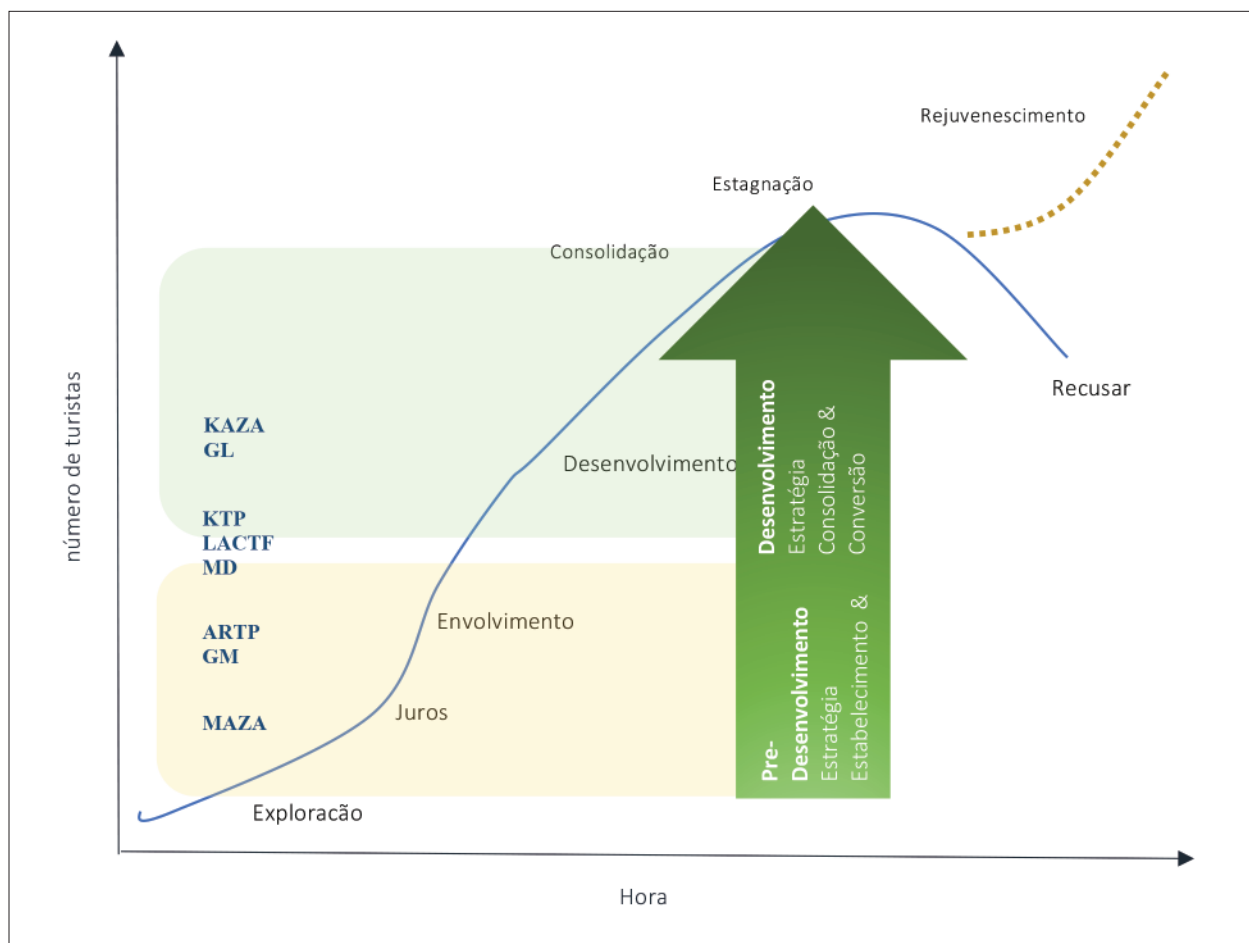 Rejuvenescimento
Estagnação
Consolidação
Recusar
KAZA
GL
Desenvolvimento
KTP
LACTF
MD
Envolvimento
ARTP
GM
Juros
MAZA
Exploracão
Desenvolvimento
Estratégia
Consolidação &
Conversão
Pre-
Desenvolvimento
Estratégia
Estabelecimento &
número de turistas
Hora